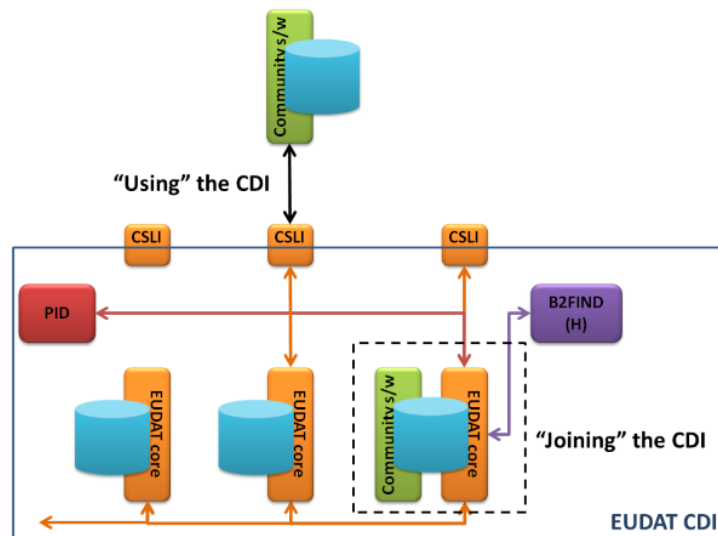 Community s/w
“Using” the CDI
CSLI
CSLI
CSLI
PID
B2FIND
(H)
EUDAT core
EUDAT core
Community s/w
EUDAT core
“Joining” the CDI
EUDAT CDI